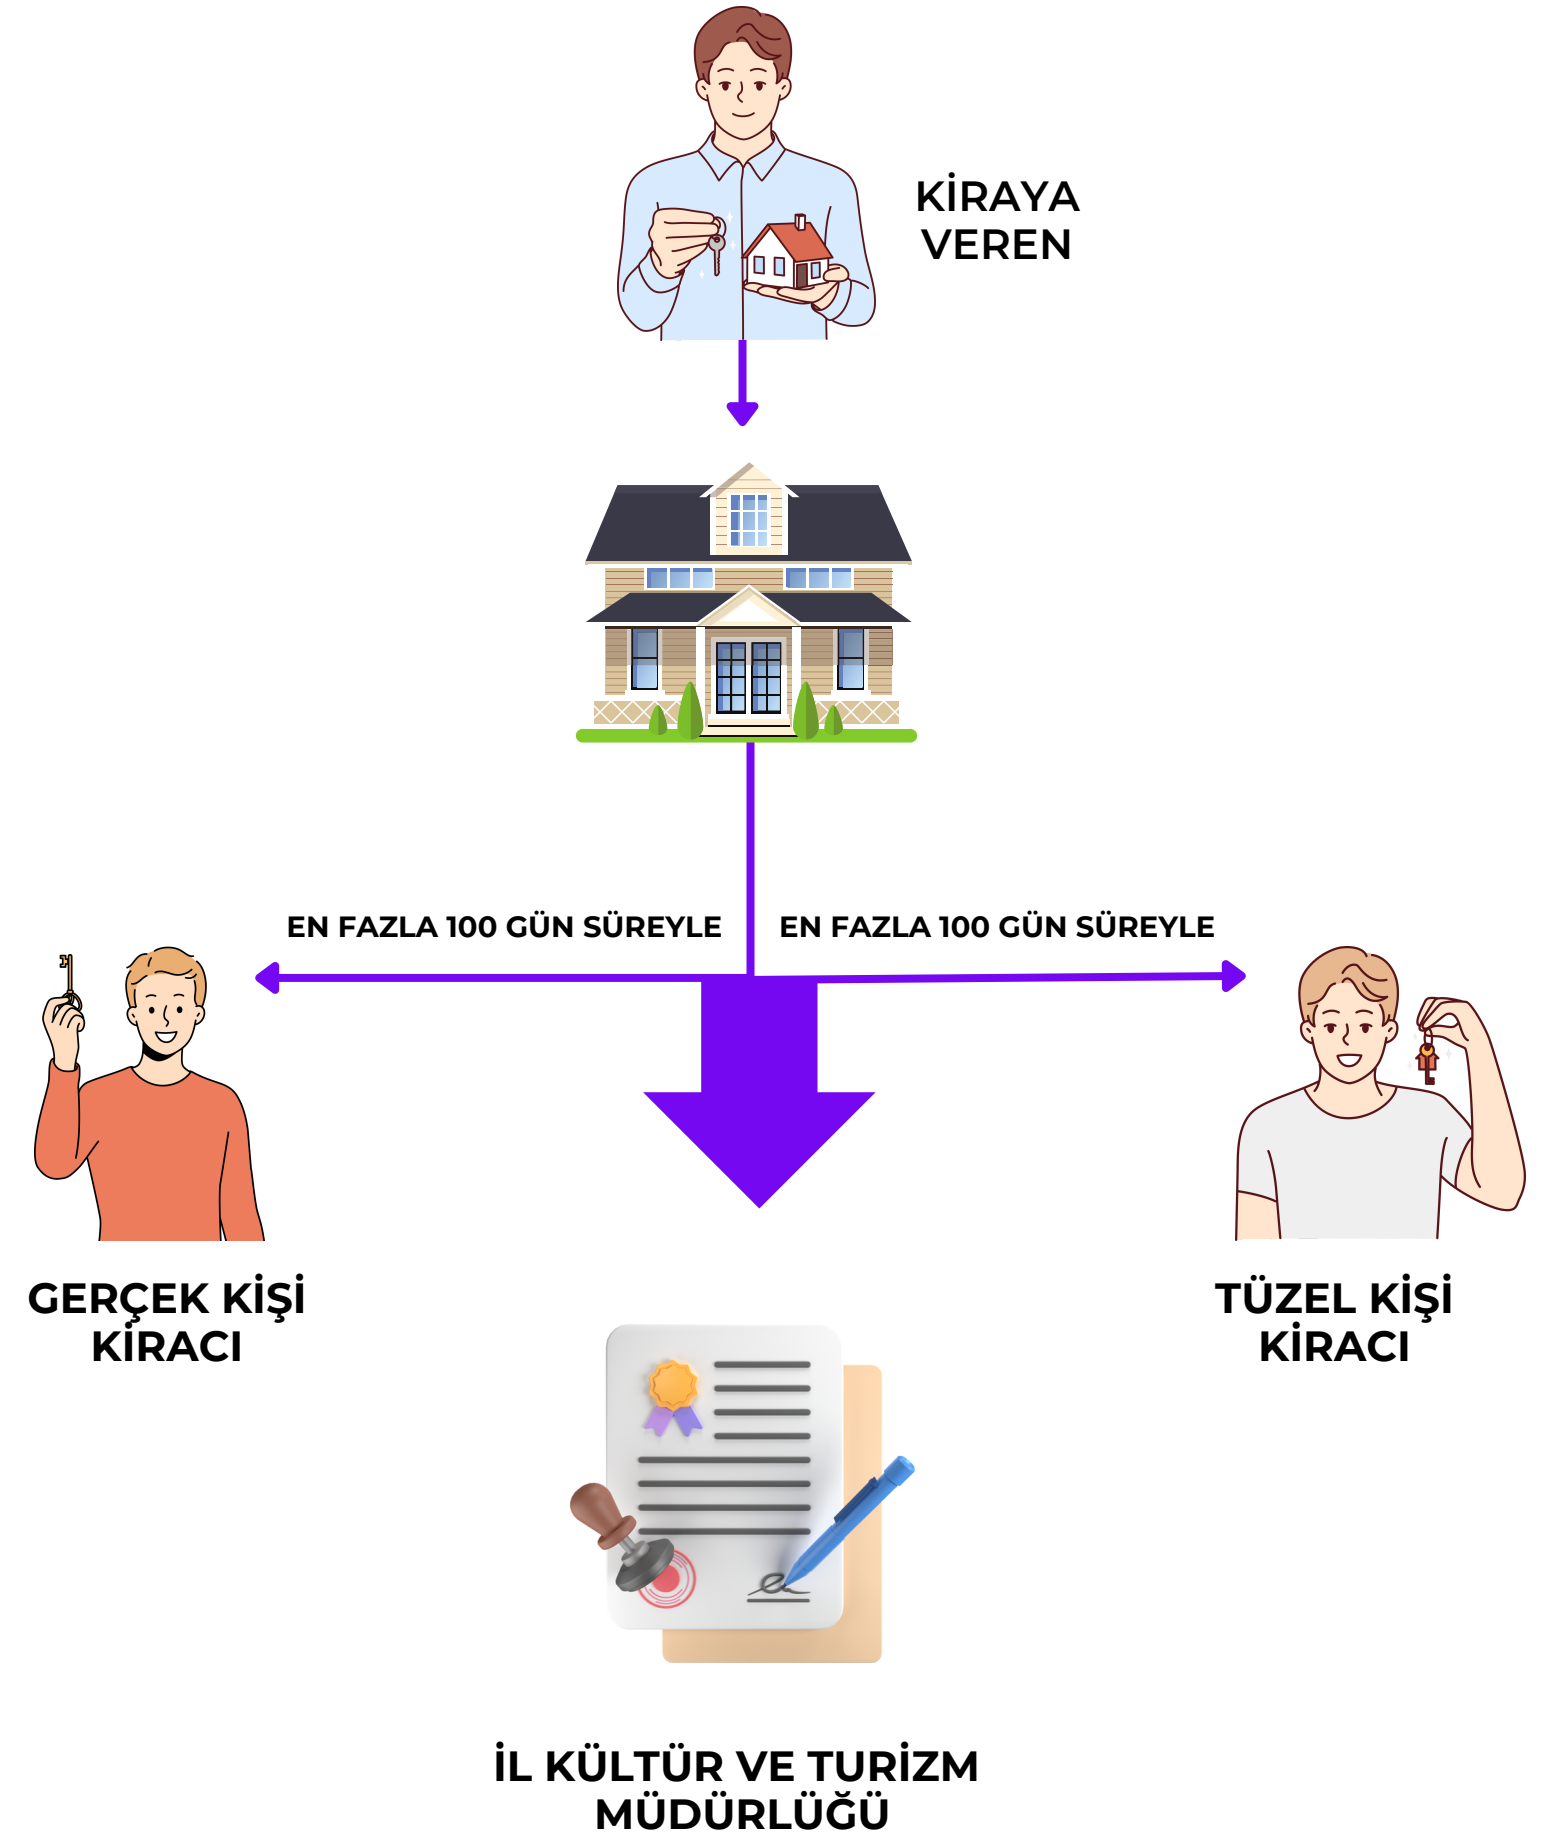 KİRAYA
VEREN
EN FAZLA 100 GÜN SÜREYLE
EN FAZLA 100 GÜN SÜREYLE
GERÇEK KİŞİ
KİRACI
TÜZEL KİŞİ
KİRACI
İL KÜLTÜR VE TURİZM
MÜDÜRLÜĞÜ